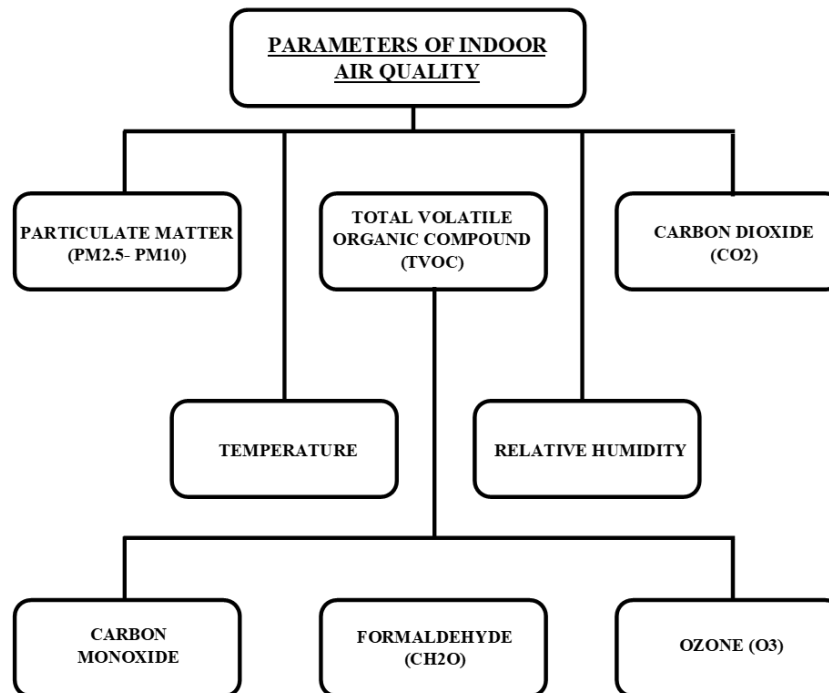 PARAMETERS OF INDOOR
AIR QUALITY
PARTICULATE MATTER
(PM2.5- PM10)
TOTAL VOLATILE
ORGANIC COMPOUND
(TVOC)
CARBON DIOXIDE
(CO2)
TEMPERATURE
RELATIVE HUMIDITY
CARBON
MONOXIDE
FORMALDEHYDE
(CH2O)
OZONE (O3)